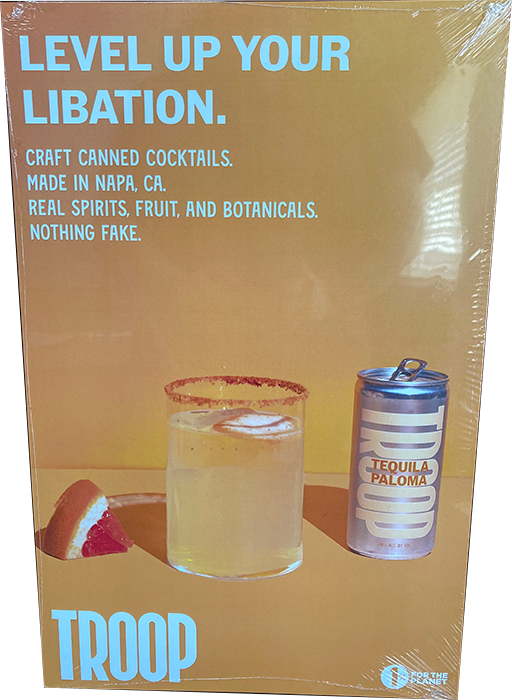 LEVEL UP YOUR
LIBATION.
CRAFT CANNED COCKTAILS.
MADE IN NAPA, CA.
REAL SPIRITS, FRUIT, AND BOTANICALS.
NOTHING FAKE.
TROOP
TEQUILA
PALOMA
TROOP
1% FOR THE
PLANET